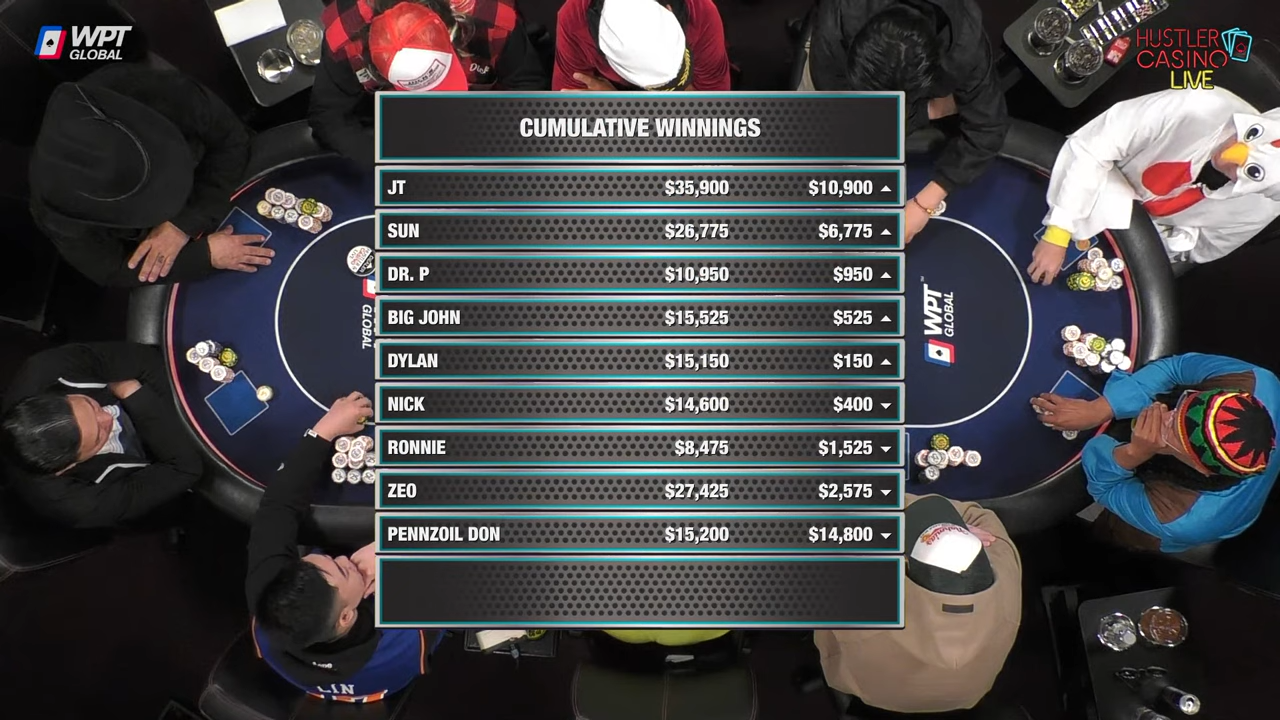 WPT
GLOBAL
HUSTLER
CASINO
LIVE
CUMULATIVE WINNINGS
JT $35,900 $10,900
SUN $26,775 $6,775
DR. P $10,950 $950
BIG JOHN $15,525 $525
DYLAN $15,150 $150
NICK $14,600 $400
RONNIE $8,475 $1,525
ZEO $27,425 $2,575
PENNZOIL DON $15,200 $14,800
GLOBAL
WPT
GLOBAL
LIN